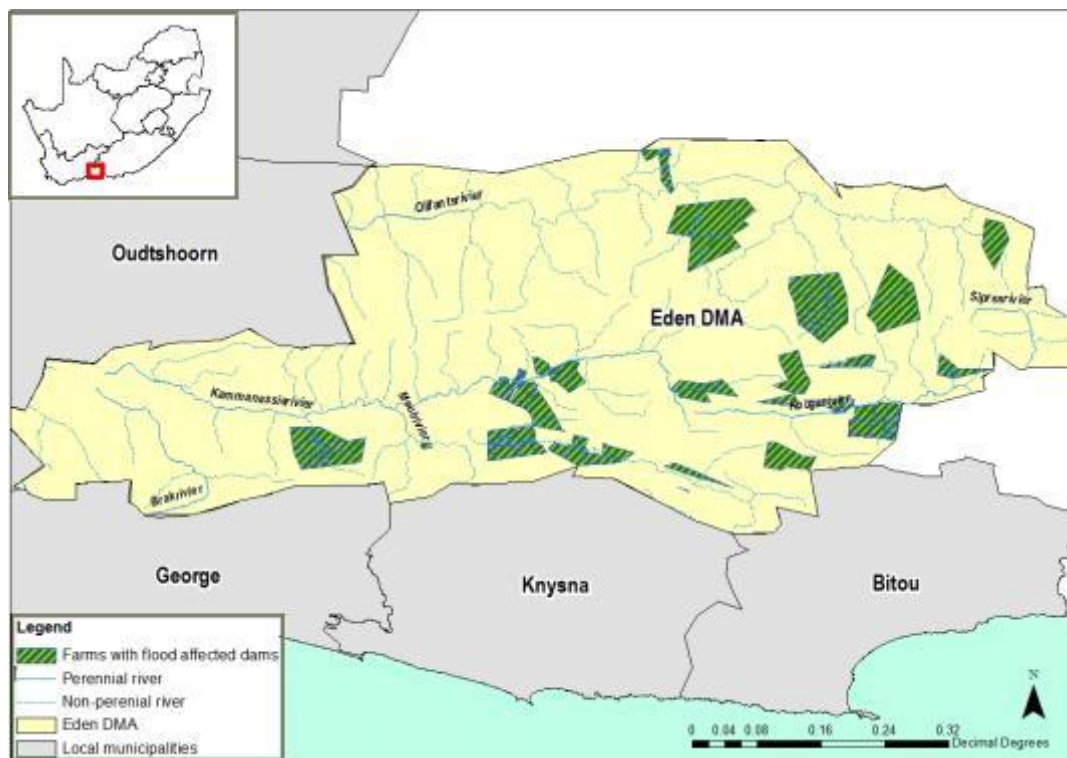 Olifantsrivier
Oudtshoorn
Sipreerivier
Eden DMA
Kammanassierivier
Brakrivier
George
Knysna
Bitou
Legend
Farms with flood affected dams
Perennial river
Non-perenial river
Eden DMA
Local municipalities
N
0 0.04 0.08 0.16 0.24 0.32
Decimal Degrees